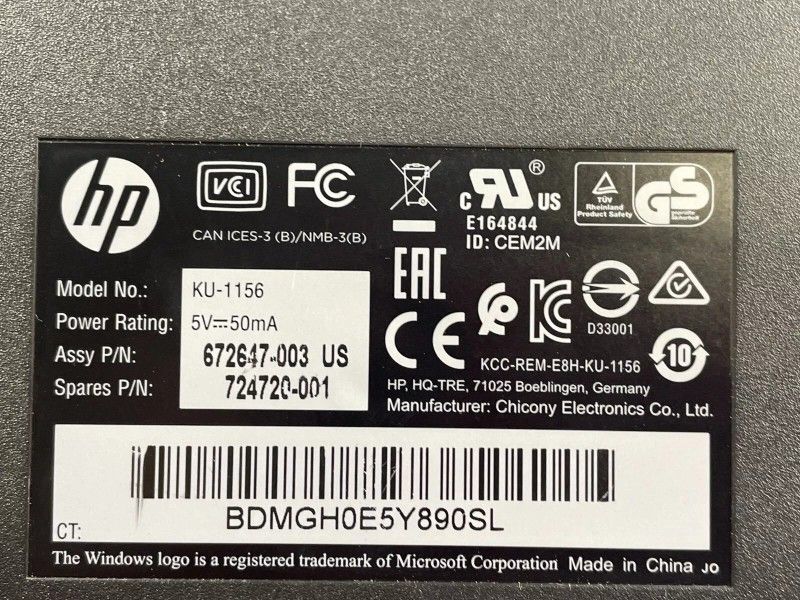 hp
VCI
FC
CAN ICES-3 (B)/NMB-3(B)
c RU US ®
E164844
ID: CEM2M
TÜV
Rheinland
Product Safety
GS
geprüfte
Sicherheit
EAC
CE
D33001
10
KCC-REM-E8H-KU-1156
HP, HQ-TRE, 71025 Boeblingen, Germany
Manufacturer: Chicony Electronics Co., Ltd.
Model No.: KU-1156
Power Rating: 5V⎓50mA
Assy P/N: 672647-003 US
Spares P/N: 724720-001
BDMGH0E5Y890SL
CT:
The Windows logo is a registered trademark of Microsoft Corporation Made in China JO